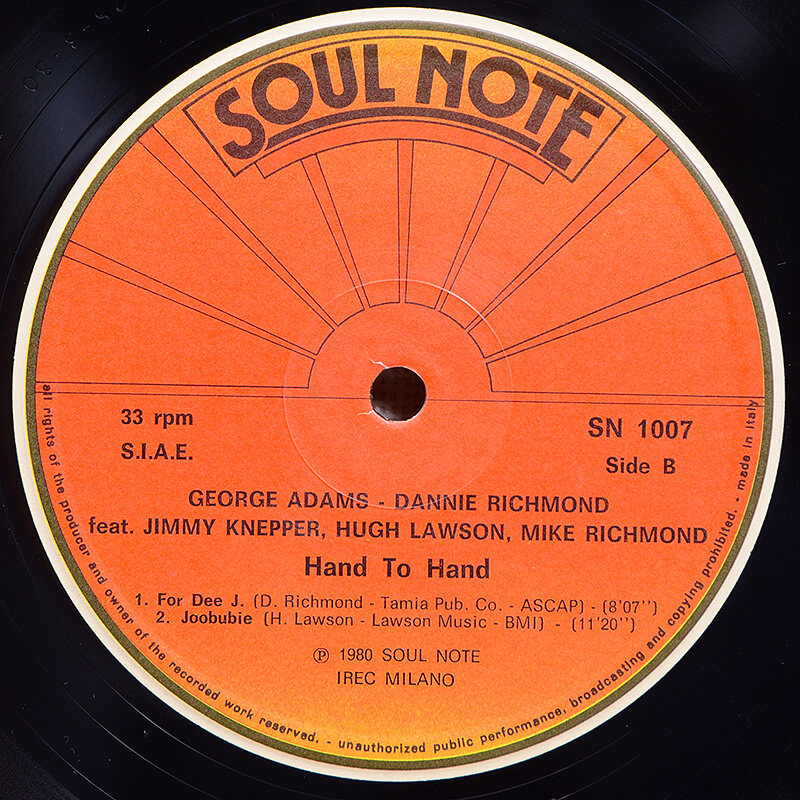 SOUL NOTE
33 rpm
S.I.A.E.
SN 1007
Side B
GEORGE ADAMS - DANNIE RICHMOND
feat. JIMMY KNEPPER, HUGH LAWSON, MIKE RICHMOND
Hand To Hand
1. For Dee J. (D. Richmond - Tamia Pub. Co. - ASCAP) - (8'07'')
2. Joobubie (H. Lawson - Lawson Music - BMI) - (11'20'')
℗ 1980 SOUL NOTE
IREC MILANO
all rights of the producer and owner of the recorded work reserved. - unauthorized public performance, broadcasting and copying prohibited. - made in Italy